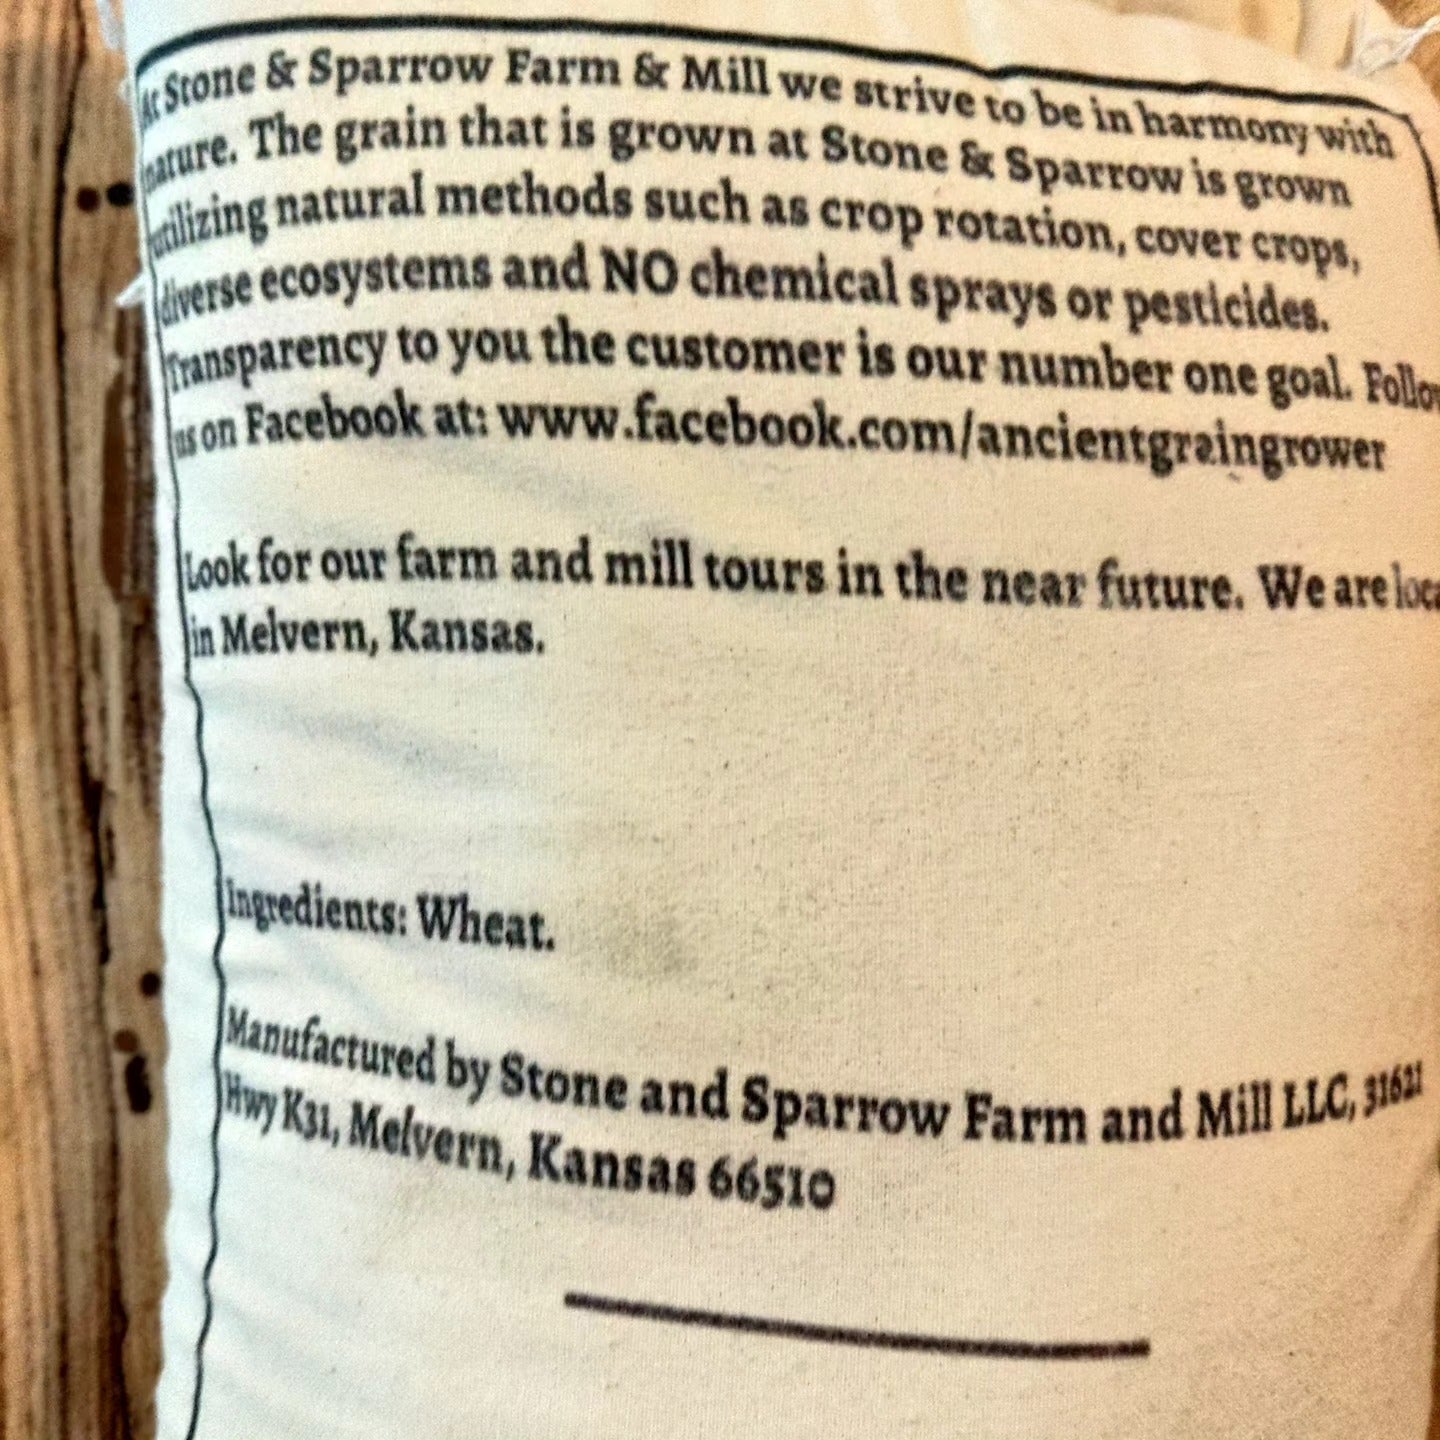 At Stone & Sparrow Farm & Mill we strive to be in harmony with
nature. The grain that is grown at Stone & Sparrow is grown
utilizing natural methods such as crop rotation, cover crops,
diverse ecosystems and NO chemical sprays or pesticides.
Transparency to you the customer is our number one goal. Follow
us on Facebook at: www.facebook.com/ancientgraingrower
Look for our farm and mill tours in the near future. We are loca
in Melvern, Kansas.
Ingredients: Wheat.
Manufactured by Stone and Sparrow Farm and Mill LLC, 31621
Hwy K31, Melvern, Kansas 66510